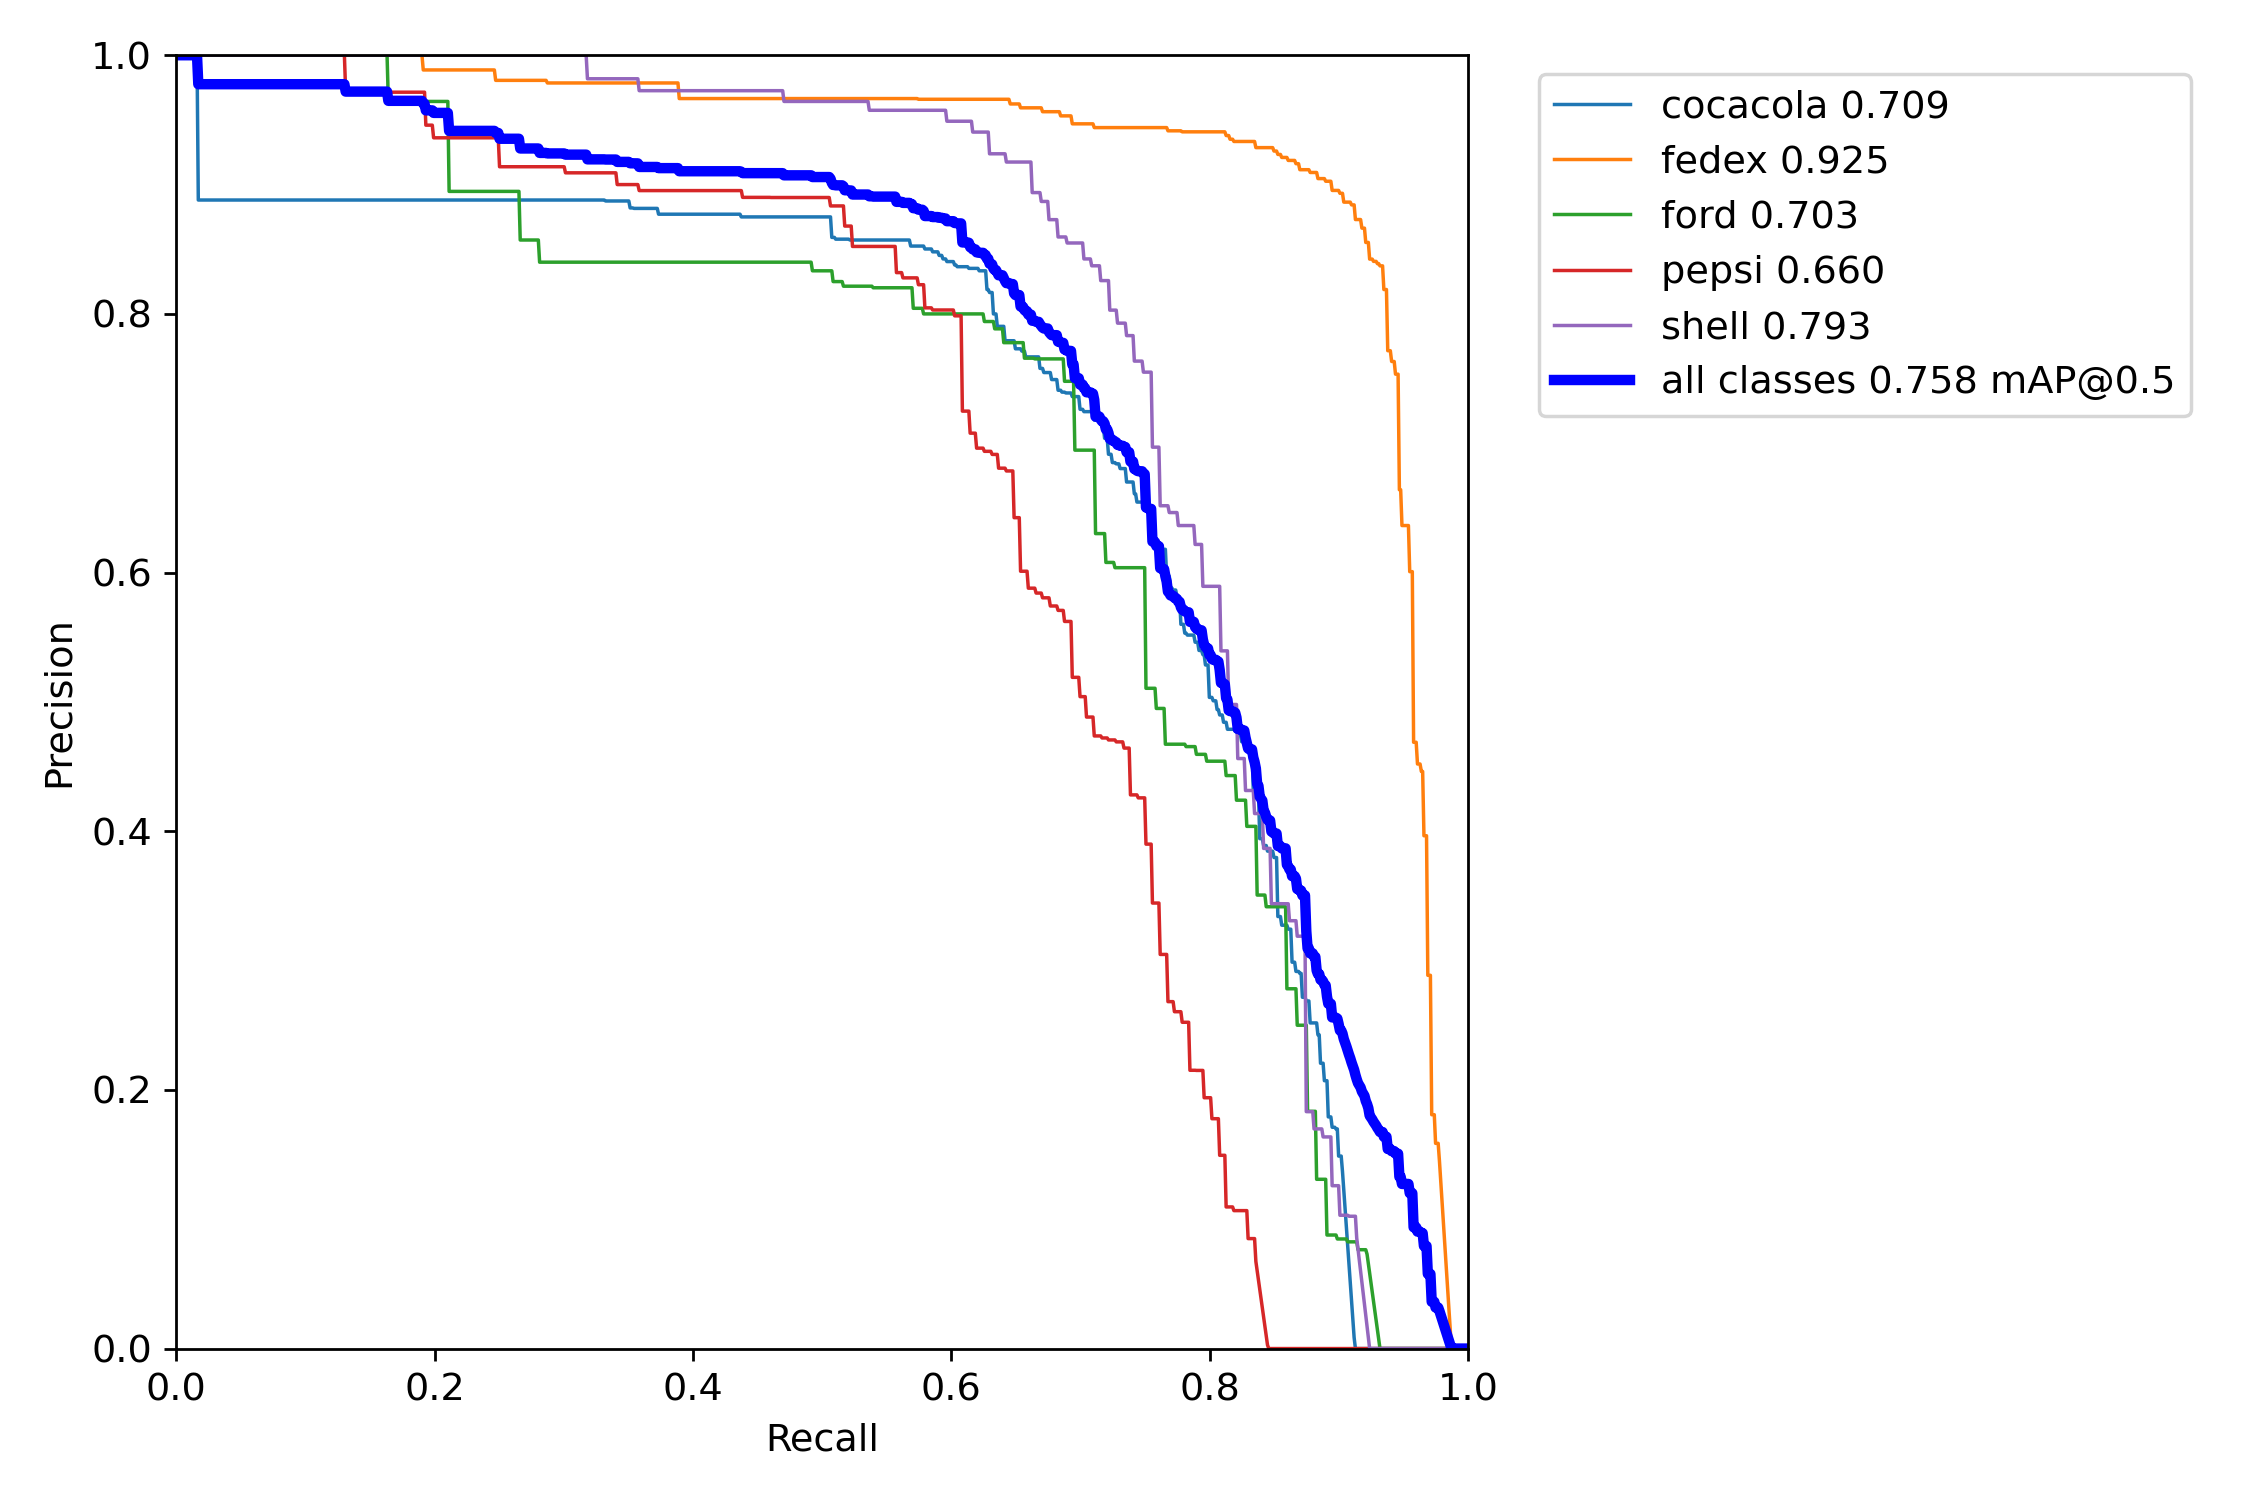 1.0
0.8
0.6
0.4
0.2
0.0
Precision
0.0 0.2 0.4 0.6 0.8 1.0
Recall
cocacola 0.709
fedex 0.925
ford 0.703
pepsi 0.660
shell 0.793
all classes 0.758 mAP@0.5